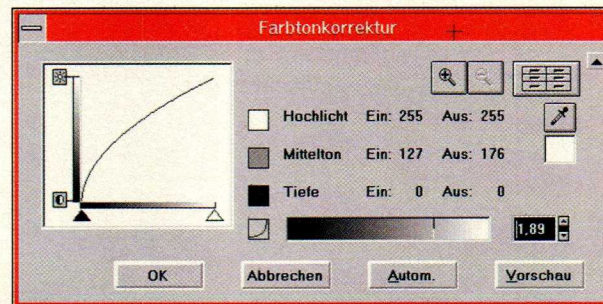 Farbtonkorrektur
Hochlicht Ein: 255 Aus: 255
Mittelton Ein: 127 Aus: 176
Tiefe Ein: 0 Aus: 0
1,89
OK Abbrechen Autom. Vorschau